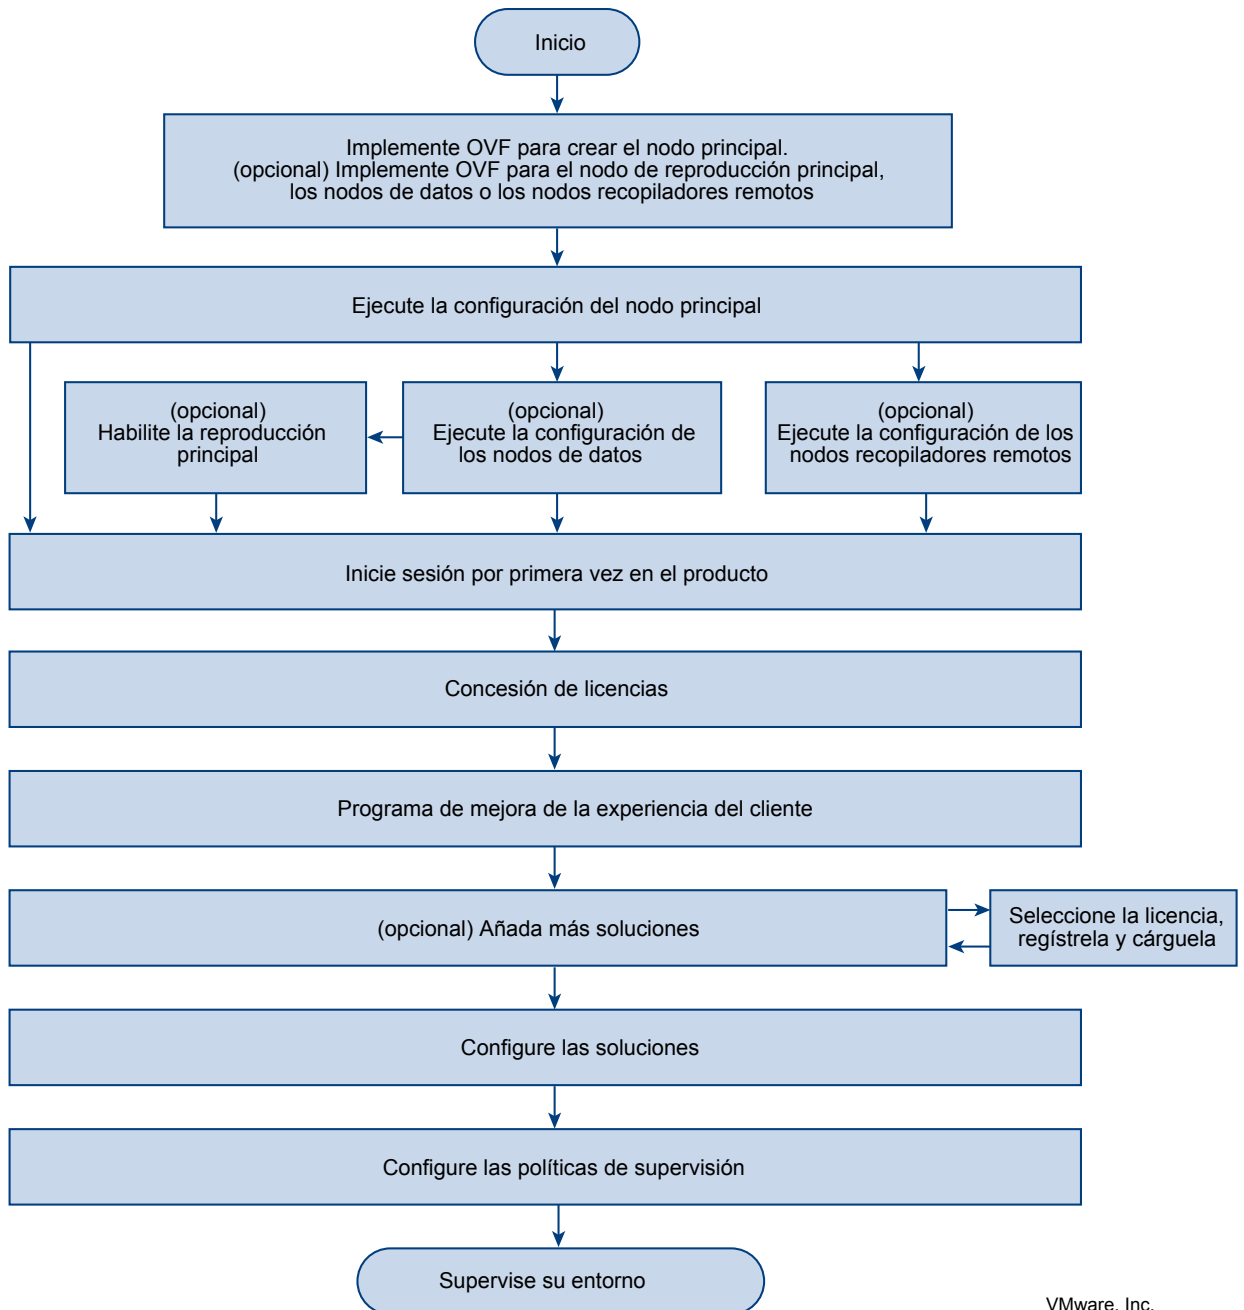 Inicio
Implemente OVF para crear el nodo principal.
(opcional) Implemente OVF para el nodo de reproducción principal,
los nodos de datos o los nodos recopiladores remotos
Ejecute la configuración del nodo principal
(opcional)
Habilite la reproducción
principal
(opcional)
Ejecute la configuración de
los nodos de datos
(opcional)
Ejecute la configuración de los
nodos recopiladores remotos
Inicie sesión por primera vez en el producto
Concesión de licencias
Programa de mejora de la experiencia del cliente
(opcional) Añada más soluciones
Seleccione la licencia,
regístrela y cárguela
Configure las soluciones
Configure las políticas de supervisión
Supervise su entorno
VMware, Inc.